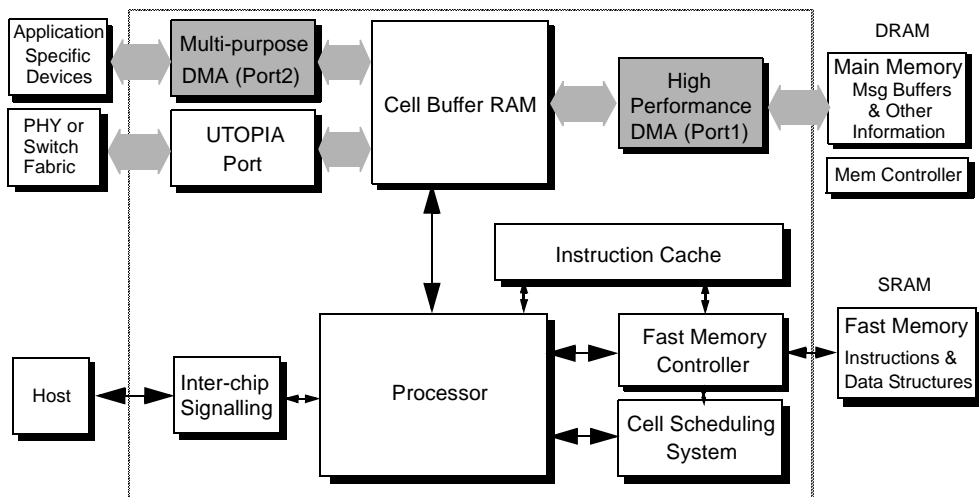 Application
Specific
Devices
Multi-purpose
DMA (Port2)
Cell Buffer RAM
High
Performance
DMA (Port1)
DRAM
Main Memory
Msg Buffers
& Other
Information
PHY or
Switch
Fabric
UTOPIA
Port
Mem Controller
Instruction Cache
SRAM
Host
Inter-chip
Signalling
Processor
Fast Memory
Controller
Fast Memory
Instructions &
Data Structures
Cell Scheduling
System